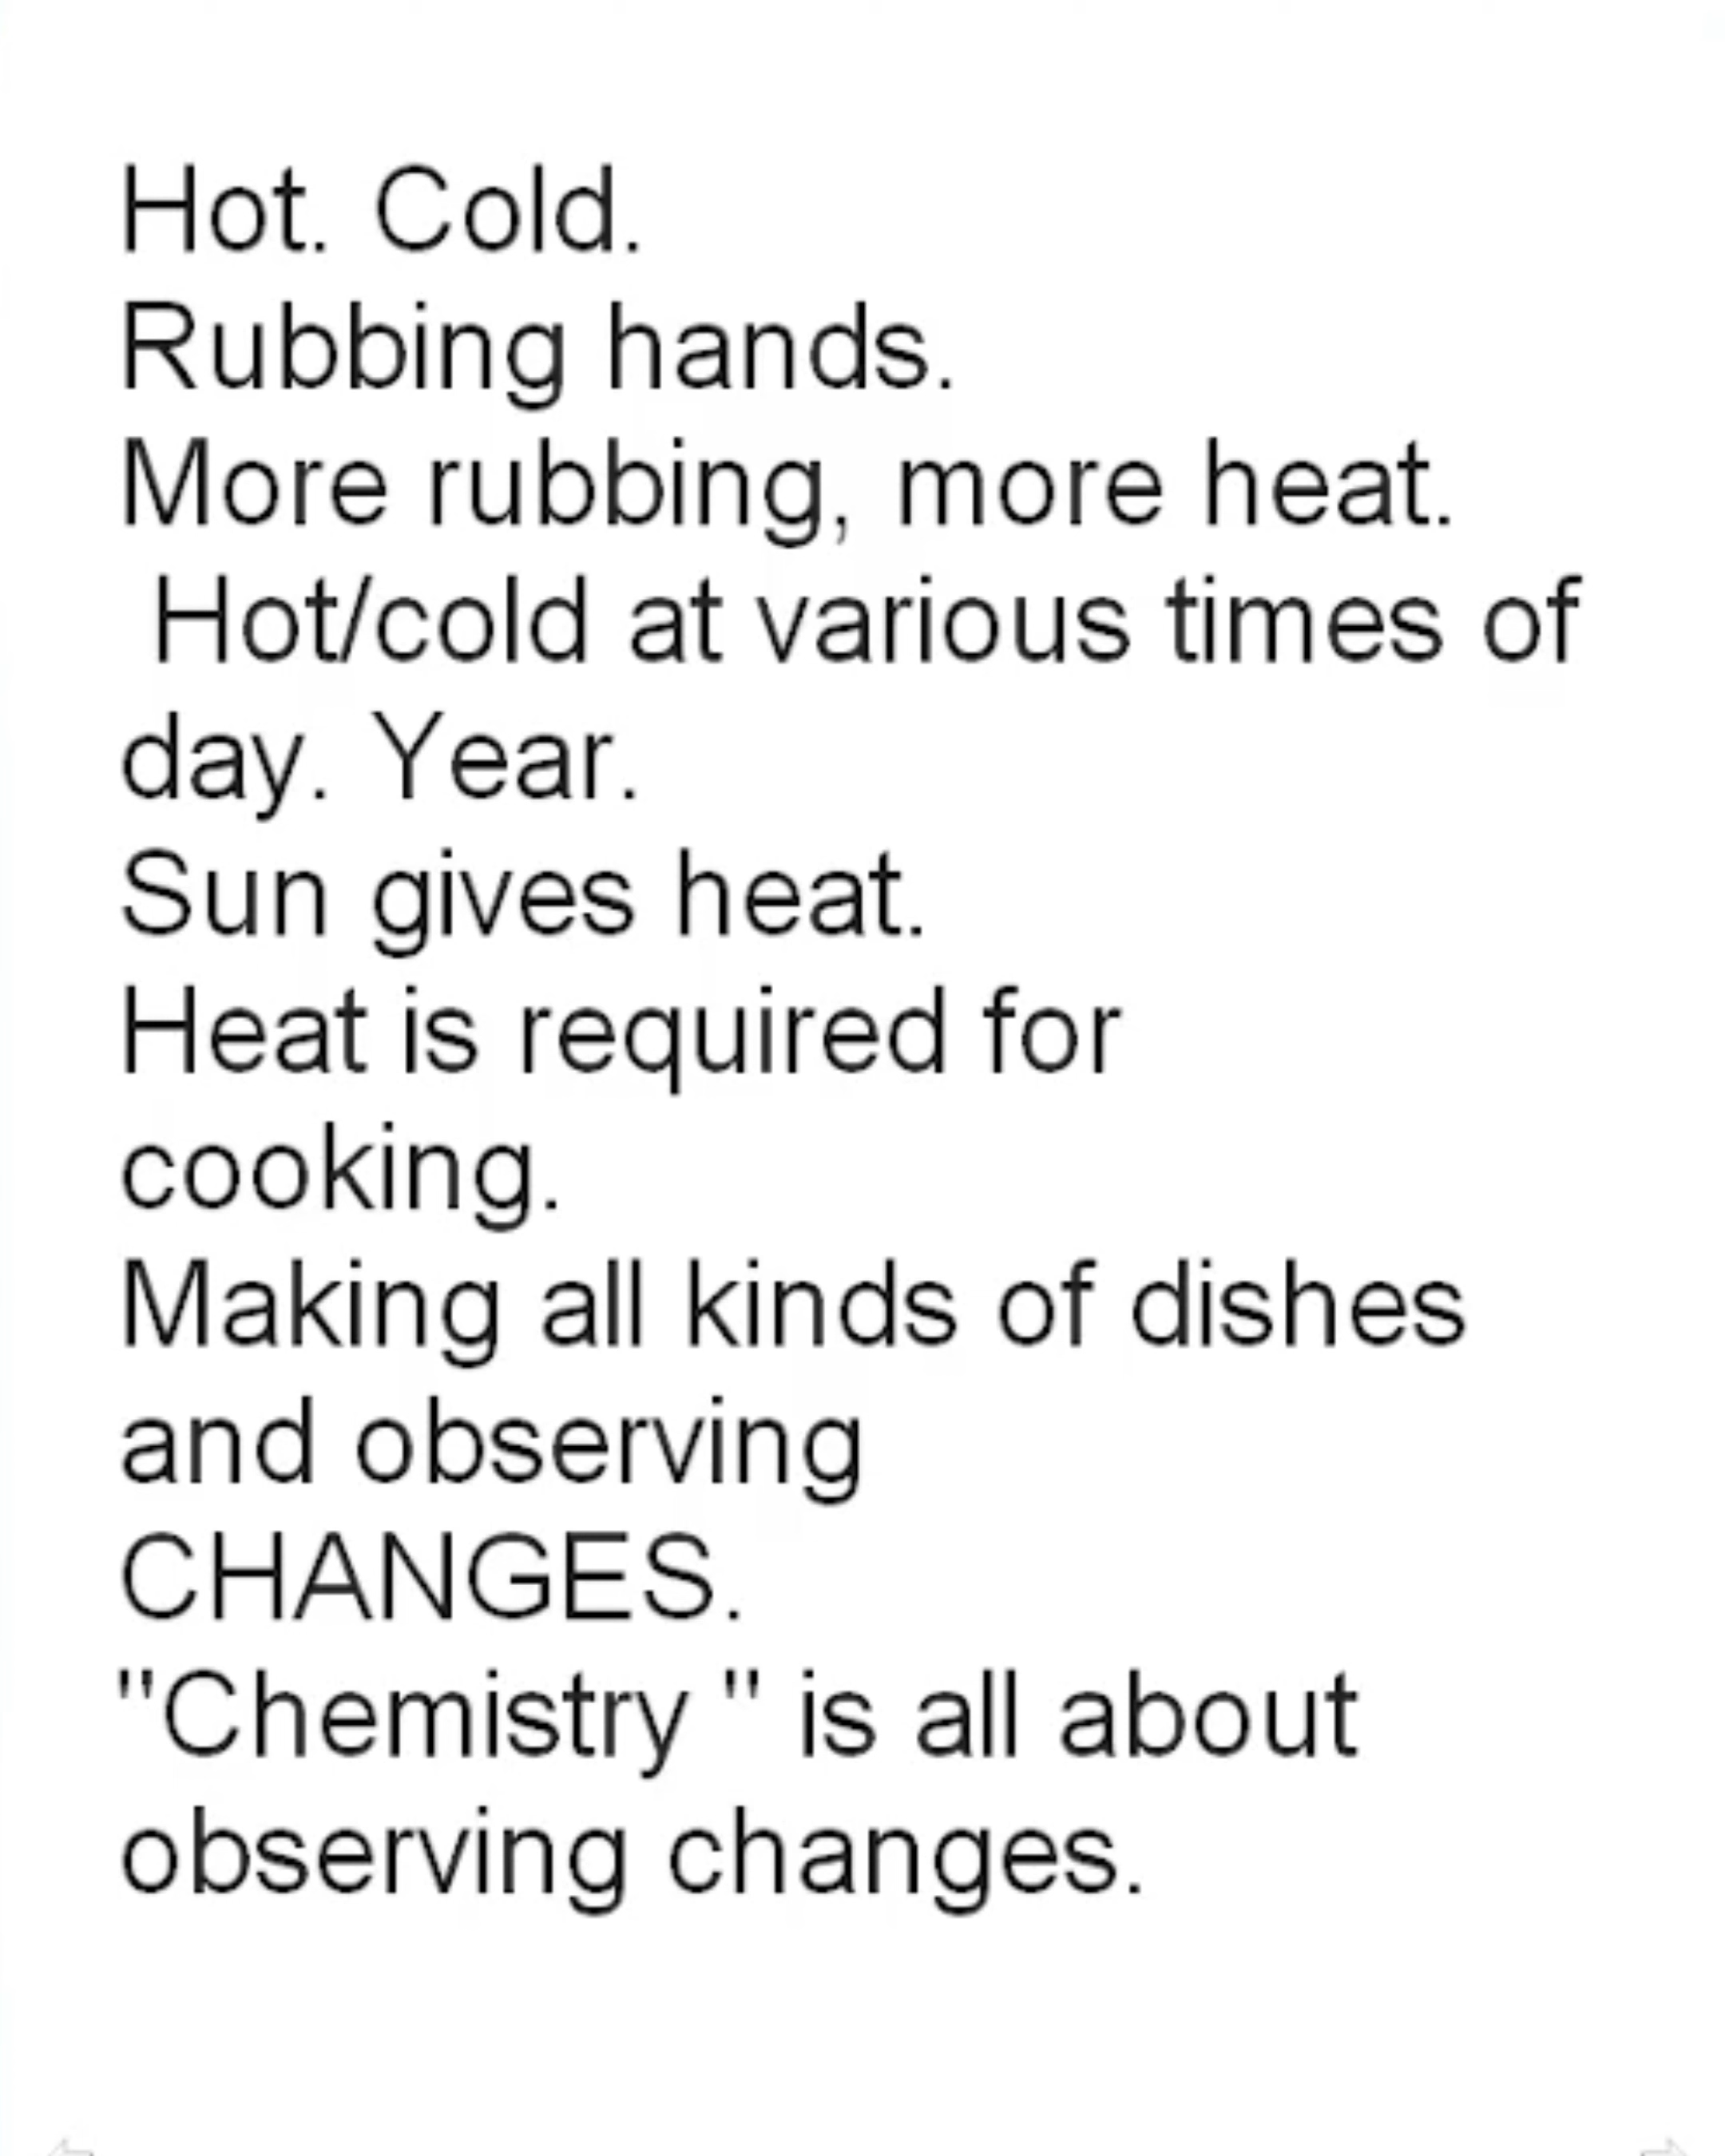 Hot. Cold.
Rubbing hands.
More rubbing, more heat.
Hot/cold at various times of
day. Year.
Sun gives heat.
Heat is required for
cooking.
Making all kinds of dishes
and observing
CHANGES.
"Chemistry " is all about
observing changes.